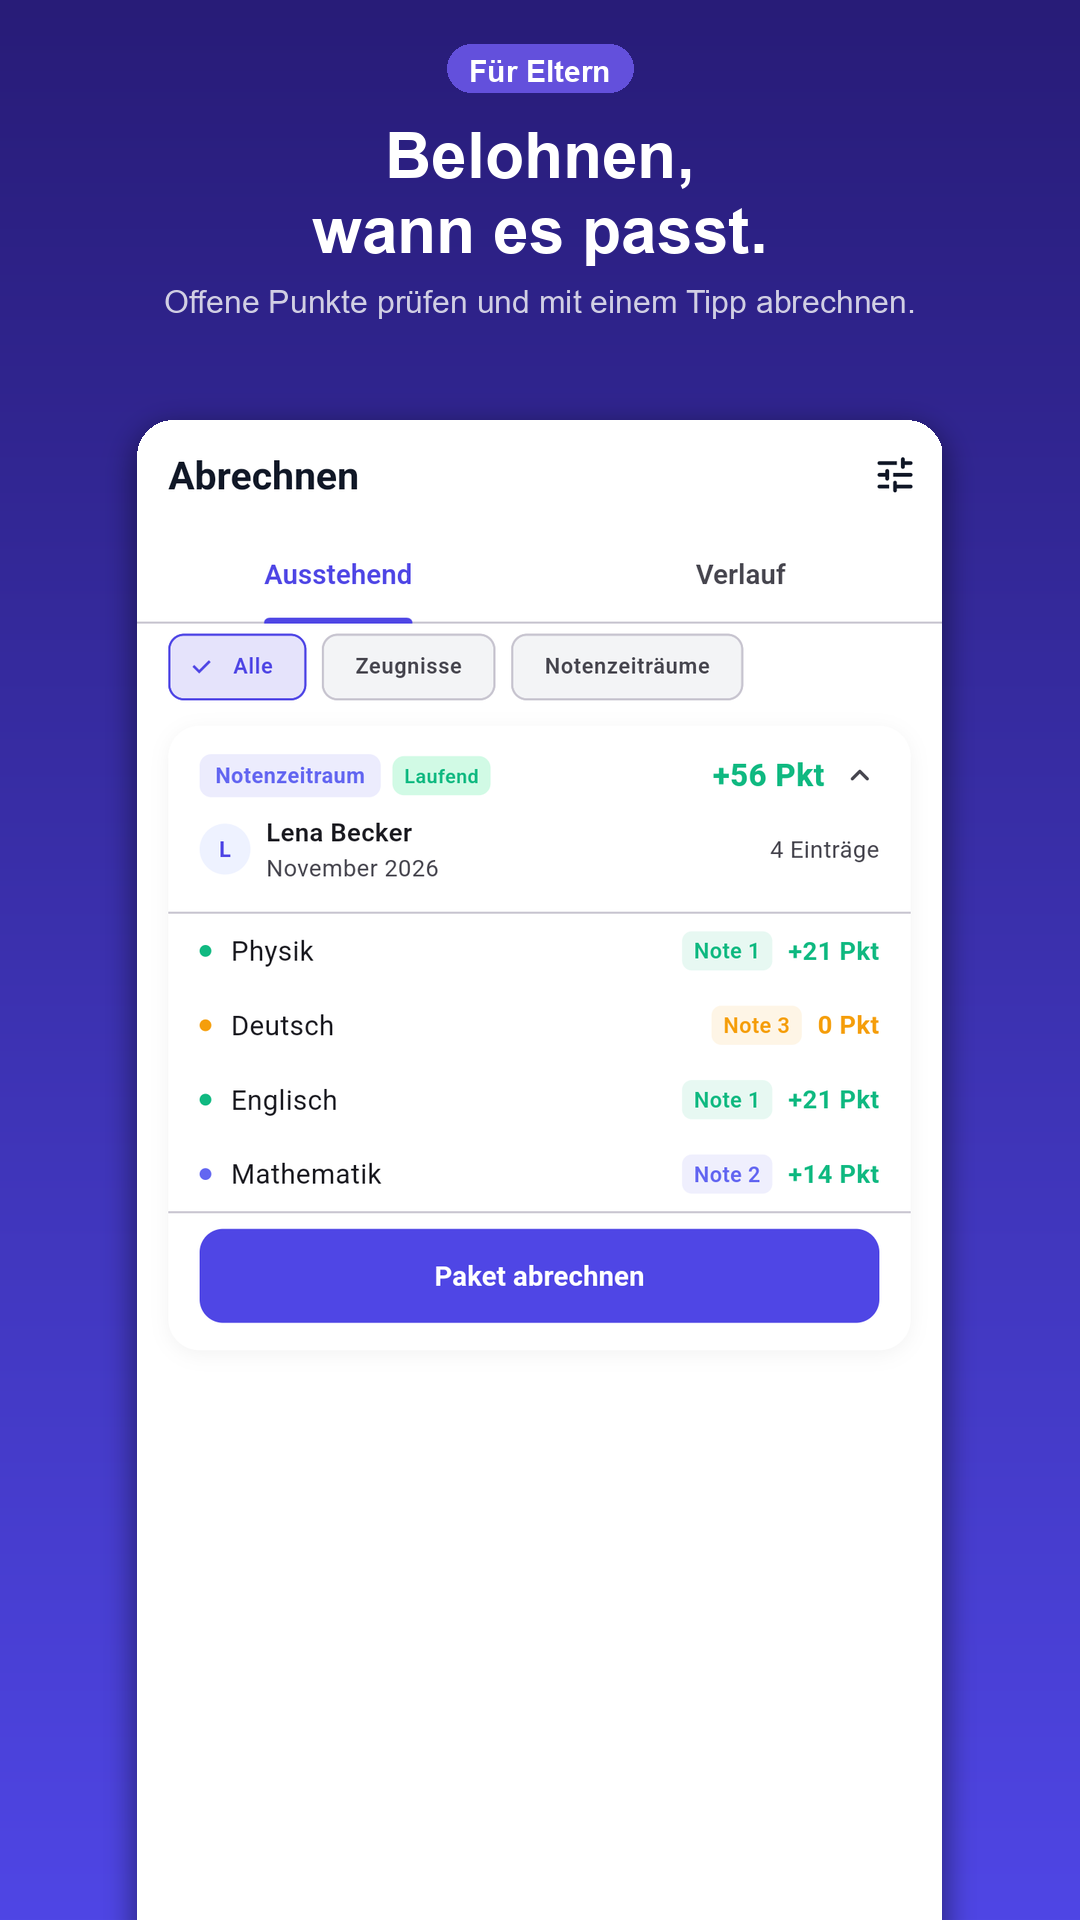 Für Eltern
Belohnen,
wann es passt.
Offene Punkte prüfen und mit einem Tipp abrechnen.
Abrechnen
Ausstehend Verlauf
Alle Zeugnisse Notenzeiträume
Notenzeitraum Laufend +56 Pkt
L Lena Becker
November 2026
4 Einträge
Physik Note 1 +21 Pkt
Deutsch Note 3 0 Pkt
Englisch Note 1 +21 Pkt
Mathematik Note 2 +14 Pkt
Paket abrechnen